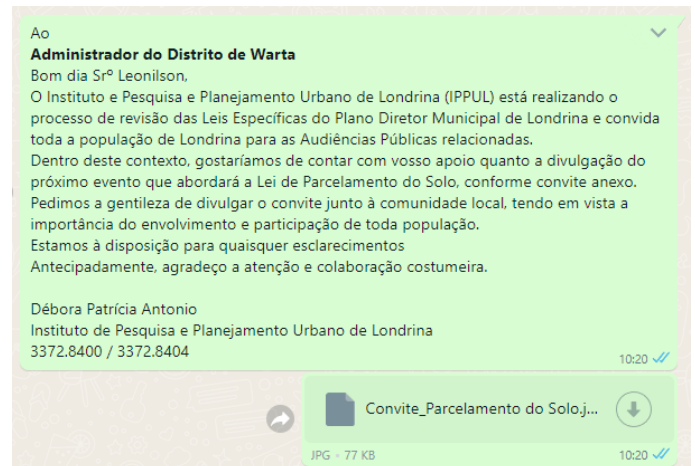 Ao
Administrador do Distrito de Warta
Bom dia Srº Leonilson,
O Instituto e Pesquisa e Planejamento Urbano de Londrina (IPPUL) está realizando o
processo de revisão das Leis Específicas do Plano Diretor Municipal de Londrina e convida
toda a população de Londrina para as Audiências Públicas relacionadas.
Dentro deste contexto, gostaríamos de contar com vosso apoio quanto a divulgação do
próximo evento que abordará a Lei de Parcelamento do Solo, conforme convite anexo.
Pedimos a gentileza de divulgar o convite junto à comunidade local, tendo em vista a
importância do envolvimento e participação de toda população.
Estamos à disposição para quaisquer esclarecimentos
Antecipadamente, agradeço a atenção e colaboração costumeira.
Débora Patrícia Antonio
Instituto de Pesquisa e Planejamento Urbano de Londrina
3372.8400 / 3372.8404
10:20
Convite_Parcelamento do Solo.j...
JPG • 77 KB
10:20